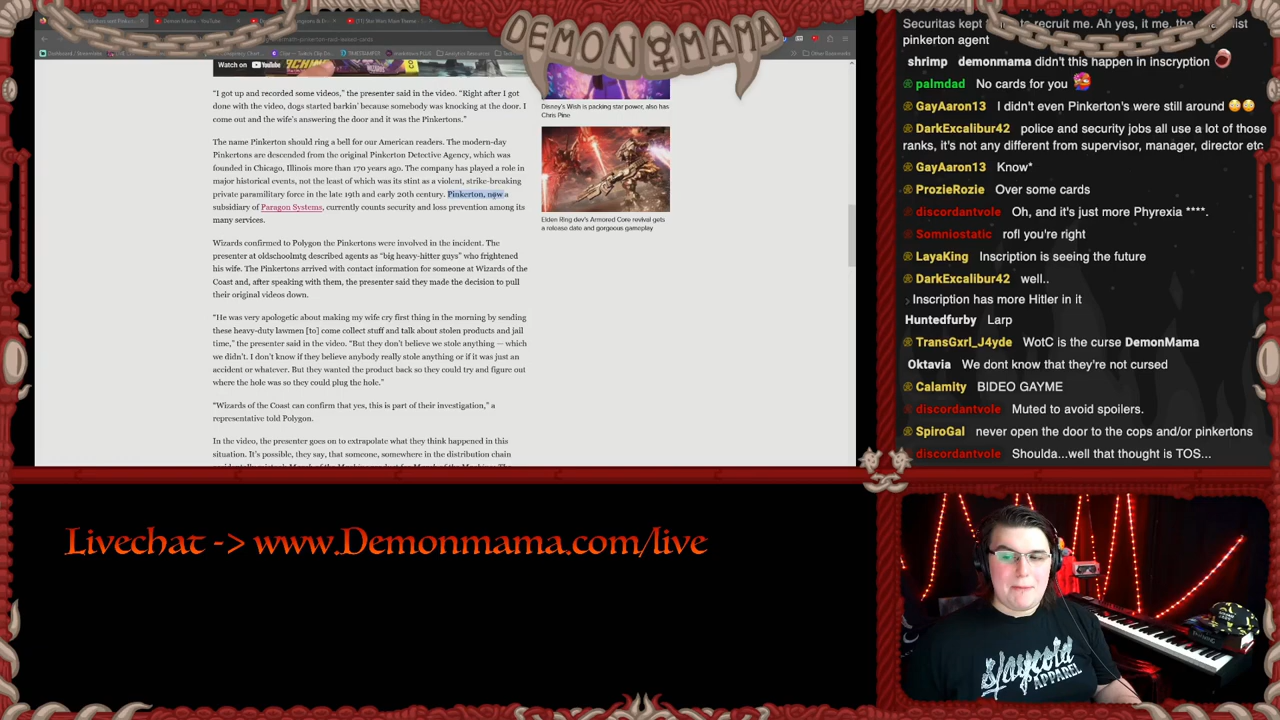 Demon Mama - YouTube
Other Bookmarks
DEMON MAMA
Watch on YouTube
"I got up and recorded some videos," the presenter said in the video. "Right after I got
done with the video, dogs started barkin' because somebody was knocking at the door. I
come out and the wife's answering the door and it was the Pinkertons."
The name Pinkerton should ring a bell for our American readers. The modern-day
Pinkertons are descended from the original Pinkerton Detective Agency, which was
founded in Chicago, Illinois more than 170 years ago. The company has played a role in
major historical events, not the least of which was its stint as a violent, strike-breaking
private paramilitary force in the late 19th and early 20th century. Pinkerton, now a
subsidiary of Paragon Systems, currently counts security and loss prevention among its
many services.
Wizards confirmed to Polygon the Pinkertons were involved in the incident. The
presenter at oldschoolmtg described agents as "big heavy-hitter guys" who frightened
his wife. The Pinkertons arrived with contact information for someone at Wizards of the
Coast and, after speaking with them, the presenter said they made the decision to pull
their original videos down.
"He was very apologetic about making my wife cry first thing in the morning by sending
these heavy-duty lawmen [to] come collect stuff and talk about stolen products and jail
time," the presenter said in the video. "But they don't believe we stole anything — which
we didn't. I don't know if they believe anybody really stole anything or if it was just an
accident or whatever. But they wanted the product back so they could try and figure out
where the hole was so they could plug the hole."
"Wizards of the Coast can confirm that yes, this is part of their investigation," a
representative told Polygon.
In the video, the presenter goes on to extrapolate what they think happened in this
situation. It's possible, they say, that someone, somewhere in the distribution chain
Disney's Wish is packing star power, also has
Chris Pine
Elden Ring dev's Armored Core revival gets
a release date and gorgeous gameplay
Securitas kept recruit me. Ah yes, it me, the
pinkerton agent
shrimp demonmama didn't this happen in inscryption
palmdad No cards for you
GayAaron13 I didn't even Pinkerton's were still around
DarkExcalibur42 police and security jobs all use a lot of those
ranks, it's not any different from supervisor, manager, director etc
GayAaron13 Know*
ProzieRozie Over some cards
discordantvole Oh, and it's just more Phyrexia ****.
Somniostatic rofl you're right
LayaKing Inscription is seeing the future
DarkExcalibur42 well..
Inscription has more Hitler in it
Huntedfurby Larp
TransGxrl_J4yde WotC is the curse DemonMama
Oktavia We dont know that they're not cursed
Calamity BIDEO GAYME
discordantvole Muted to avoid spoilers.
SpiroGal never open the door to the cops and/or pinkertons
discordantvole Shoulda...well that thought is TOS...
Livechat -> www.Demonmama.com/live
Slaycold
APPAREL